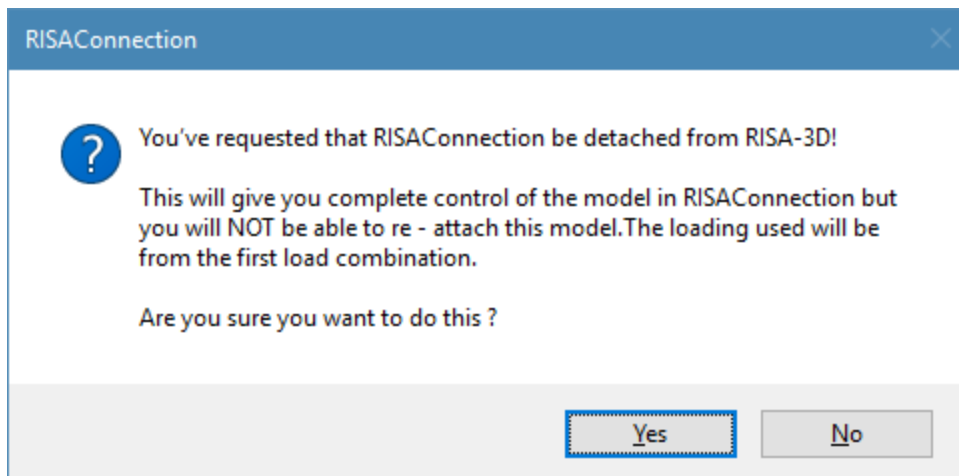 RISAConnection
You've requested that RISAConnection be detached from RISA-3D!
This will give you complete control of the model in RISAConnection but
you will NOT be able to re - attach this model.The loading used will be
from the first load combination.
Are you sure you want to do this ?
Yes
No